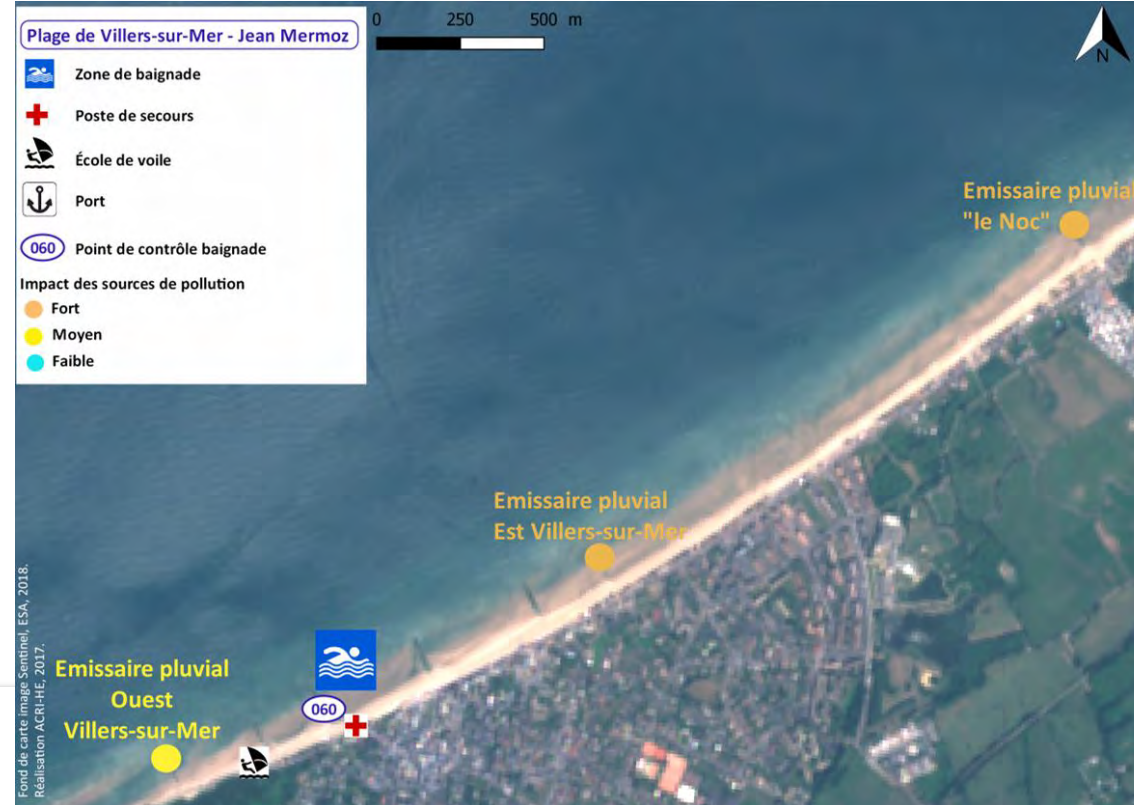 Plage de Villers-sur-Mer - Jean Mermoz
Zone de baignade
Poste de secours
École de voile
Port
060 Point de contrôle baignade
Impact des sources de pollution
Fort
Moyen
Faible
0 250 500 m
N
Emissaire pluvial
"le Noc"
Emissaire pluvial
Est Villers-sur-Mer
Emissaire pluvial
Ouest
Villers-sur-Mer
060
Fond de carte image Sentinel, ESA, 2018.
Réalisation ACRI-HE, 2017.